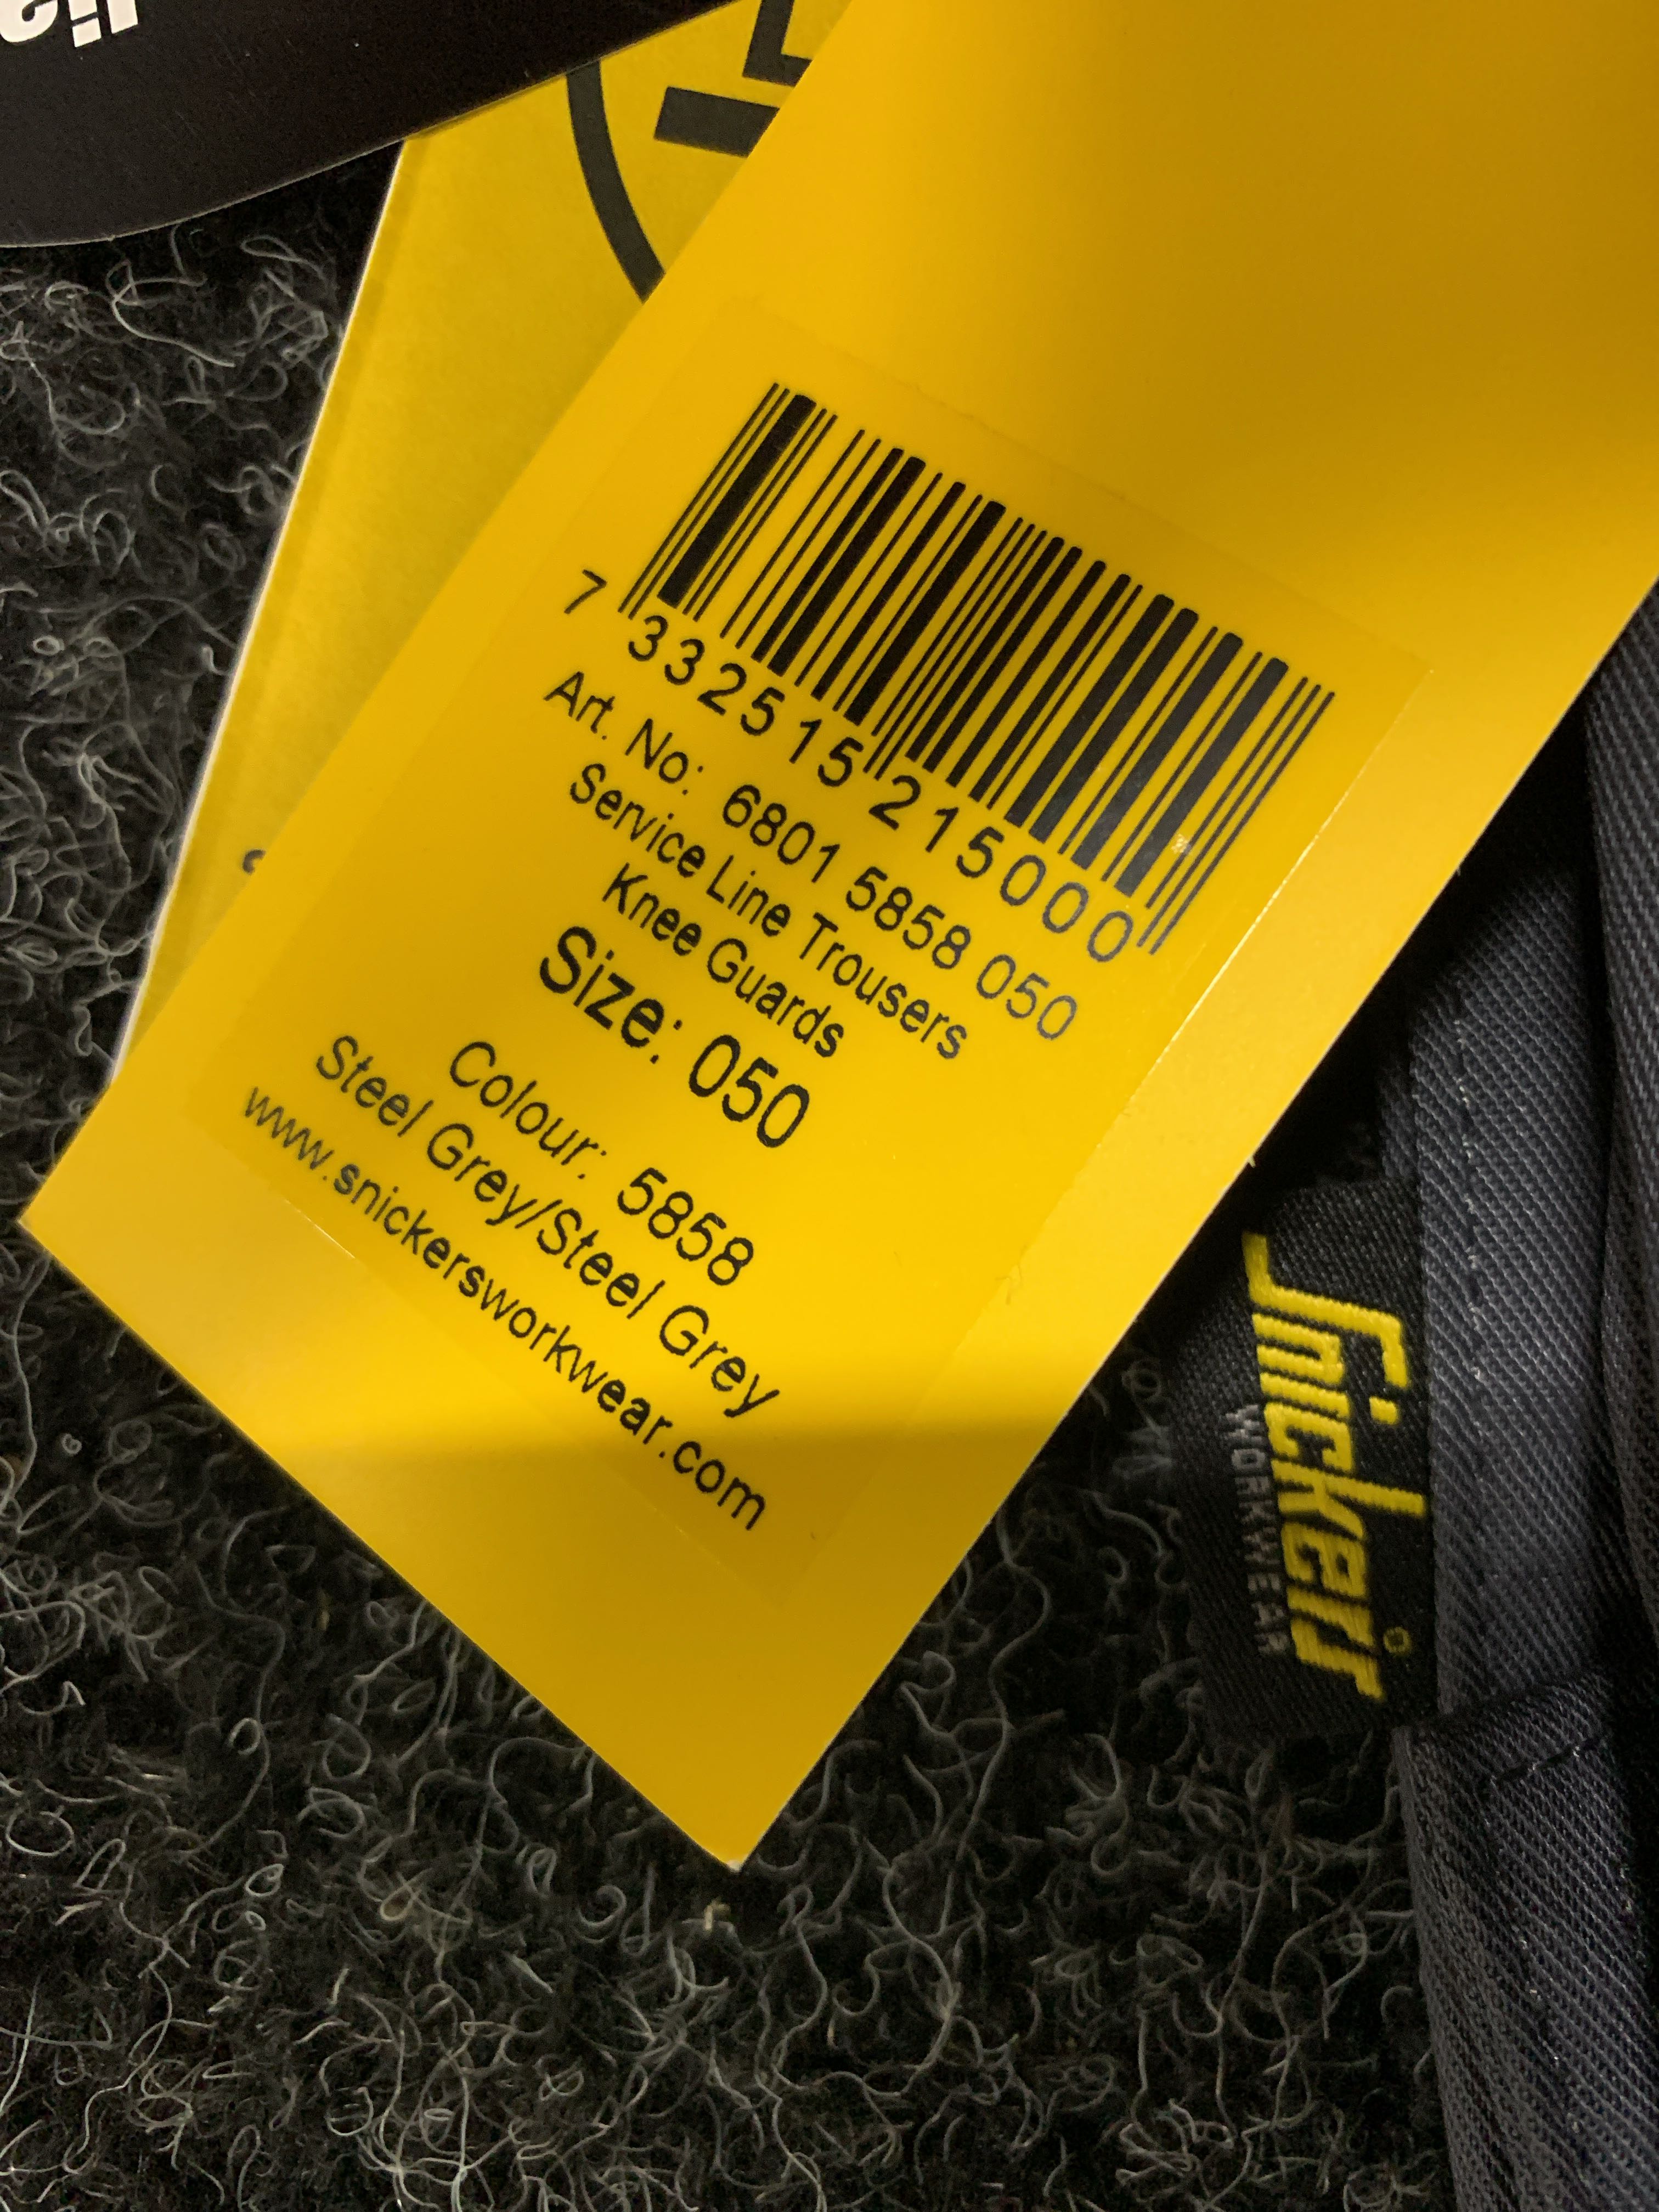 7 332515 215000
Art. No: 6801 5858 050
Service Line Trousers
Knee Guards
Size: 050
Colour: 5858
Steel Grey/Steel Grey
www.snickersworkwear.com
Snickers
WORKWEAR